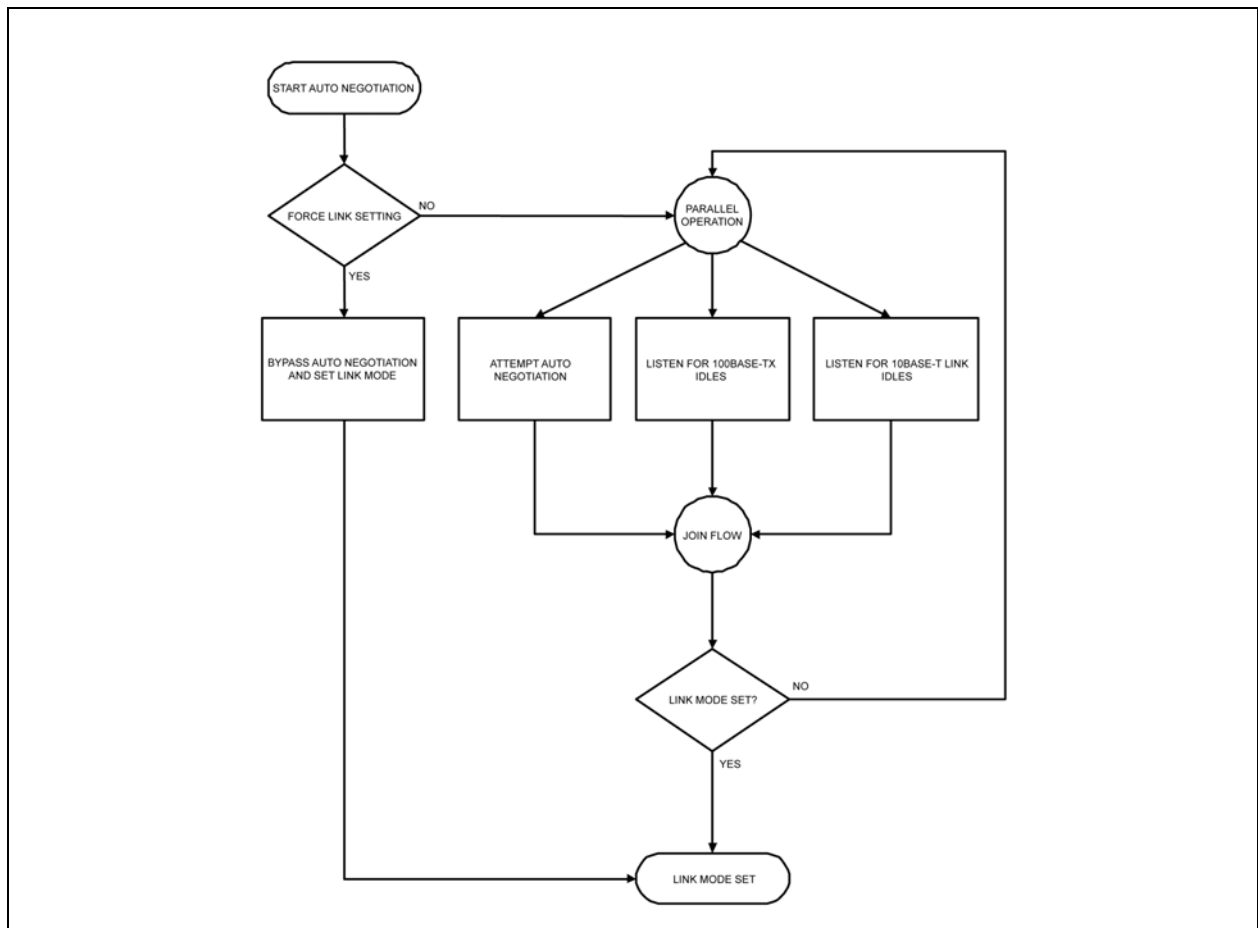 START AUTO NEGOTIATION
FORCE LINK SETTING
NO
PARALLEL
OPERATION
YES
BYPASS AUTO NEGOTIATION
AND SET LINK MODE
ATTEMPT AUTO
NEGOTIATION
LISTEN FOR 100BASE-TX
IDLES
LISTEN FOR 10BASE-T LINK
IDLES
JOIN FLOW
LINK MODE SET?
NO
YES
LINK MODE SET